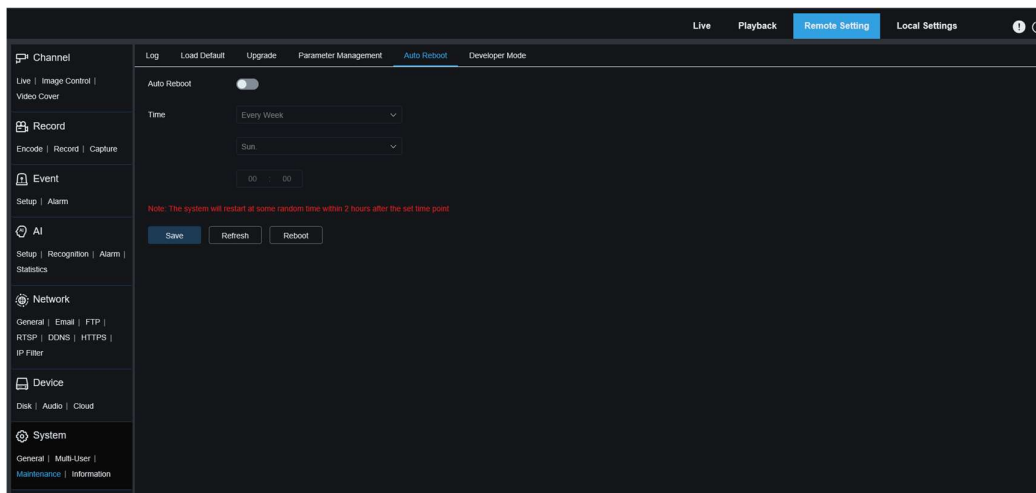 Live Playback Remote Setting Local Settings
Channel
Live | Image Control |
Video Cover
Record
Encode | Record | Capture
Event
Setup | Alarm
AI
Setup | Recognition | Alarm |
Statistics
Network
General | Email | FTP |
RTSP | DDNS | HTTPS |
IP Filter
Device
Disk | Audio | Cloud
System
General | Multi-User |
Maintenance | Information
Log Load Default Upgrade Parameter Management Auto Reboot Developer Mode
Auto Reboot
Time Every Week
Sun.
00 : 00
Note: The system will restart at some random time within 2 hours after the set time point
Save Refresh Reboot